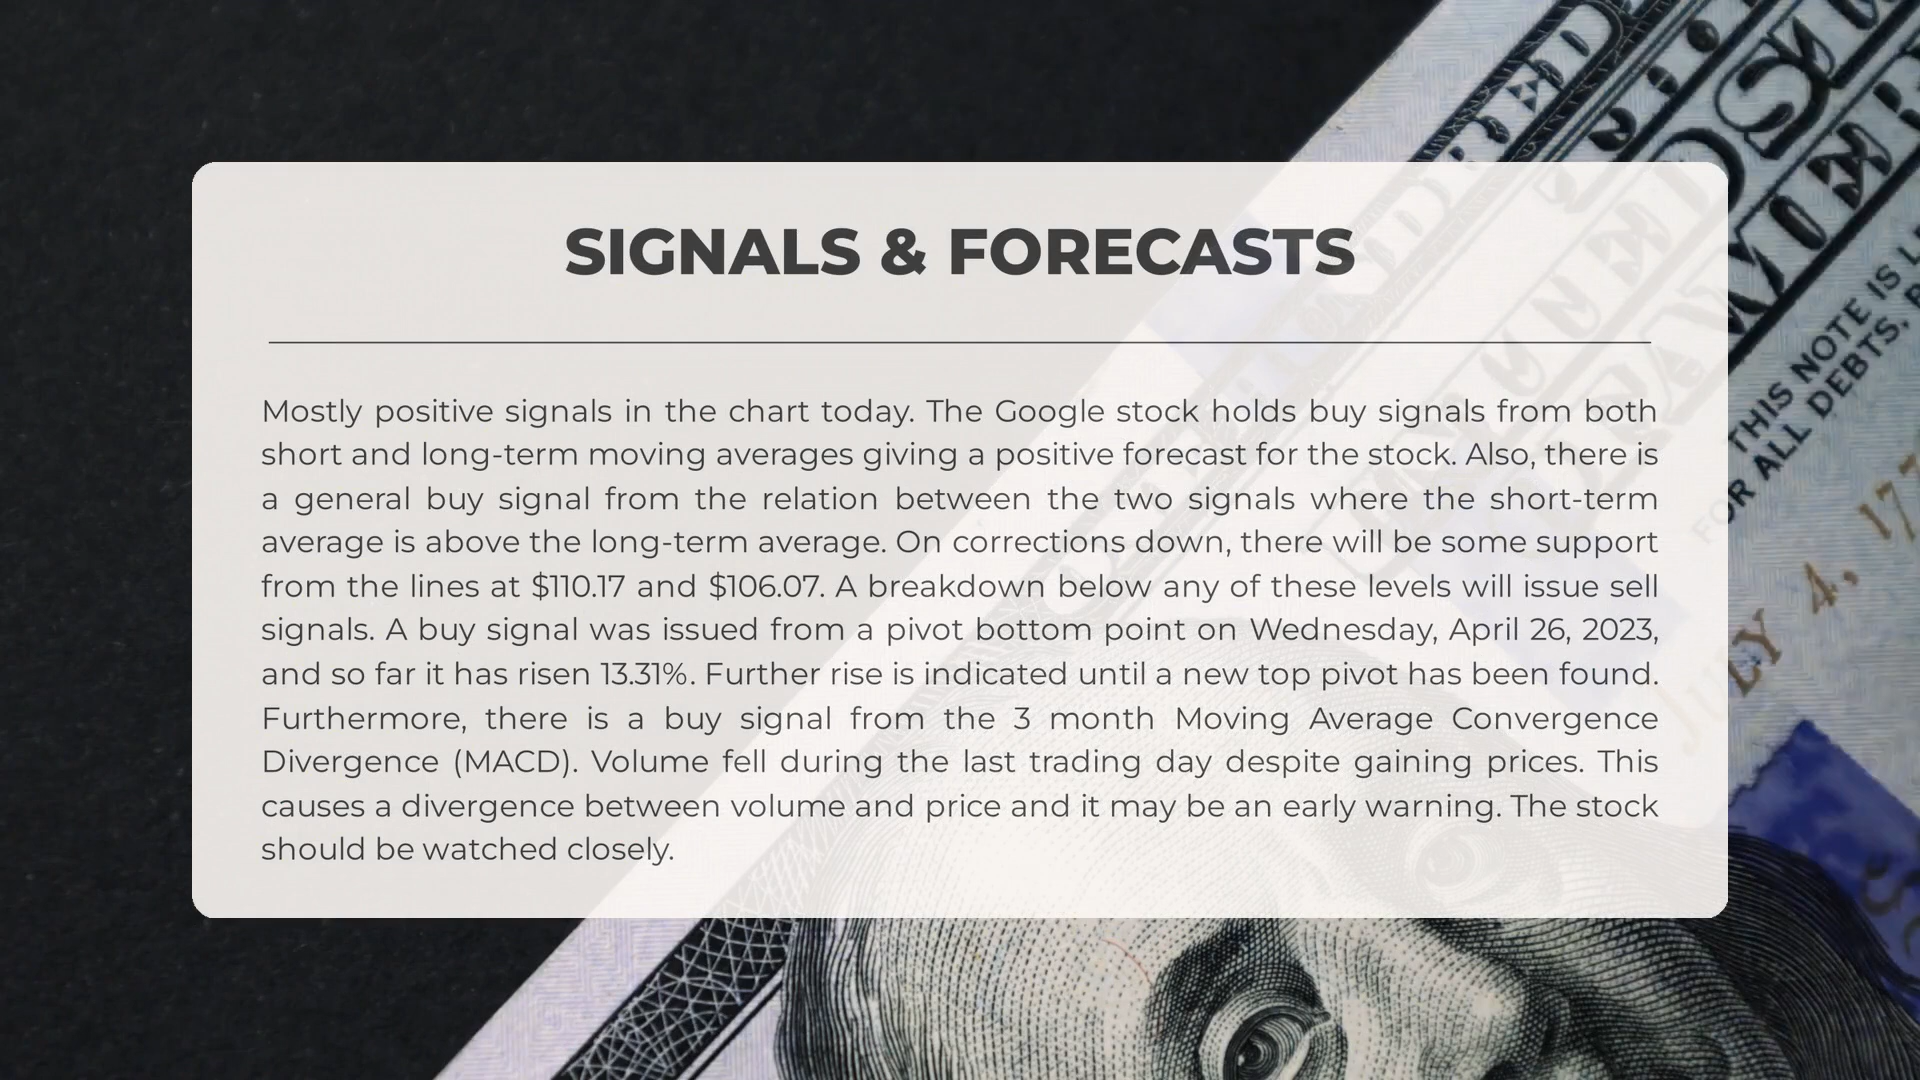 SIGNALS & FORECASTS
Mostly positive signals in the chart today. The Google stock holds buy signals from both
short and long-term moving averages giving a positive forecast for the stock. Also, there is
a general buy signal from the relation between the two signals where the short-term
average is above the long-term average. On corrections down, there will be some support
from the lines at $110.17 and $106.07. A breakdown below any of these levels will issue sell
signals. A buy signal was issued from a pivot bottom point on Wednesday, April 26, 2023,
and so far it has risen 13.31%. Further rise is indicated until a new top pivot has been found.
Furthermore, there is a buy signal from the 3 month Moving Average Convergence
Divergence (MACD). Volume fell during the last trading day despite gaining prices. This
causes a divergence between volume and price and it may be an early warning. The stock
should be watched closely.
THIS NOTE IS
FOR ALL DEBTS,
JULY 4, 177